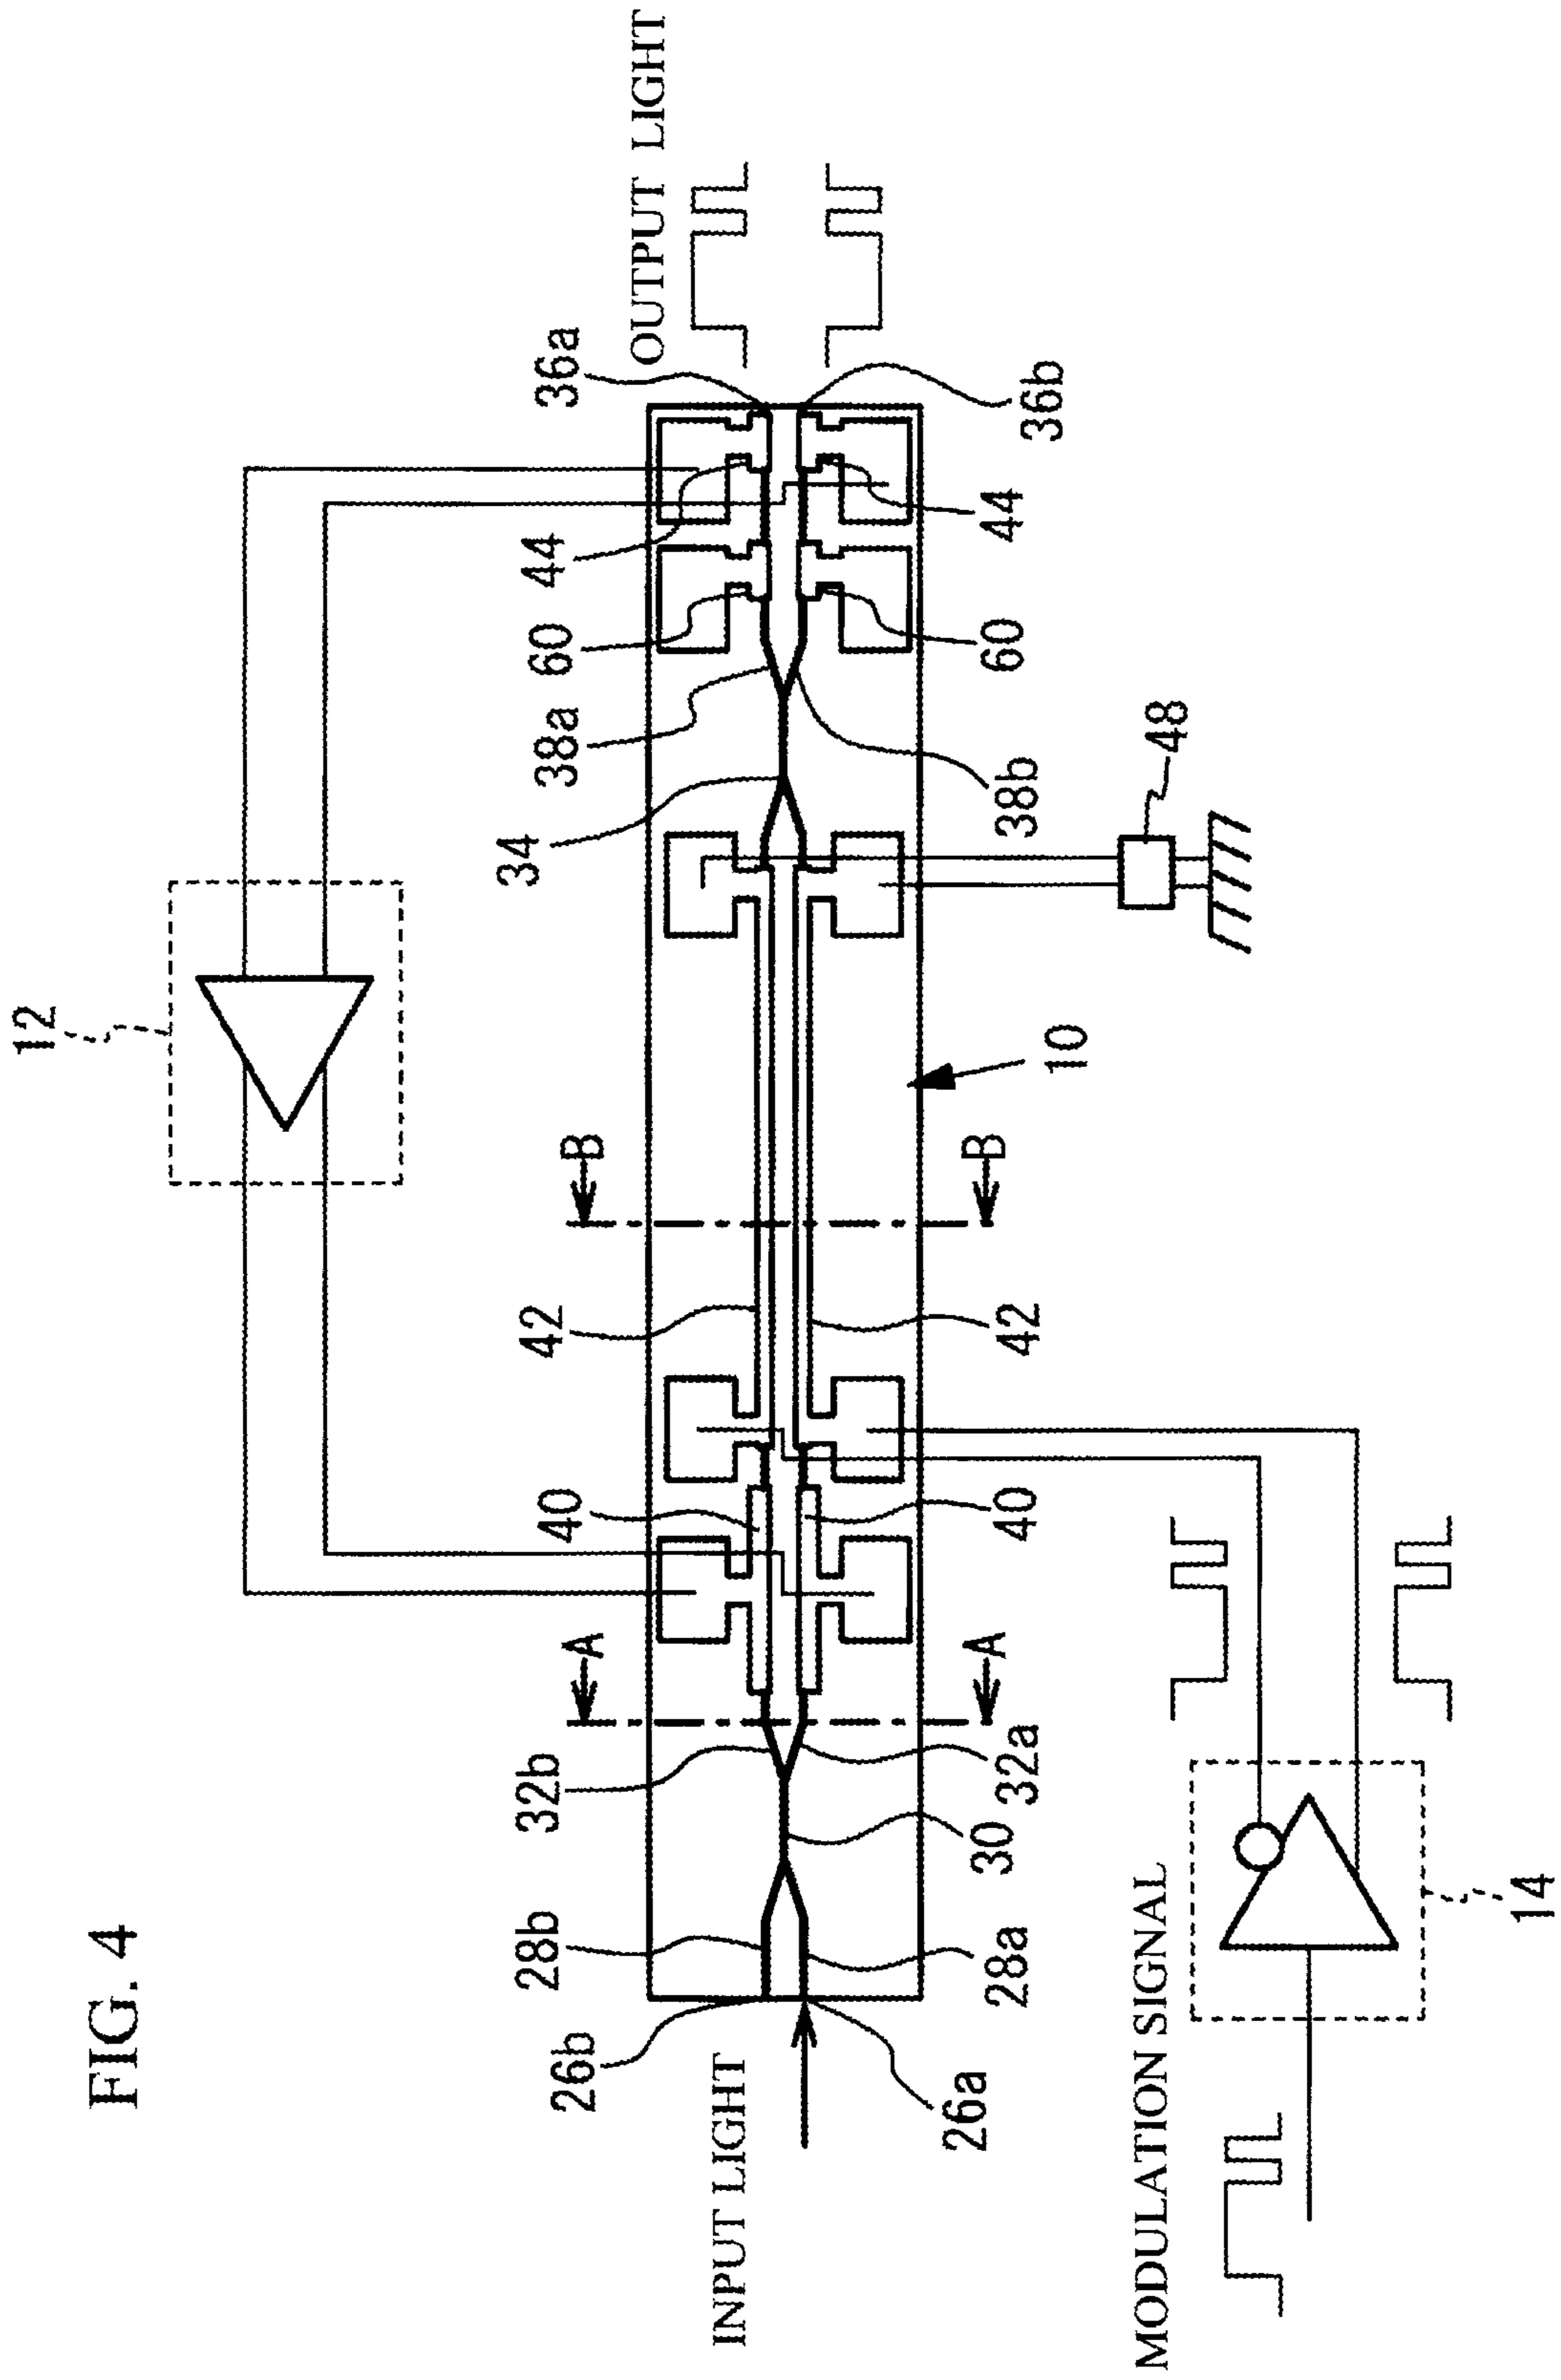 FIG. 4
12
OUTPUT LIGHT
36a
44
60
38a
34
B
42
40
A
32b
28b
26b
INPUT LIGHT
26a
28a
30
32a
A
40
42
B
10
38b
60
44
36b
48
MODULATION SIGNAL
14